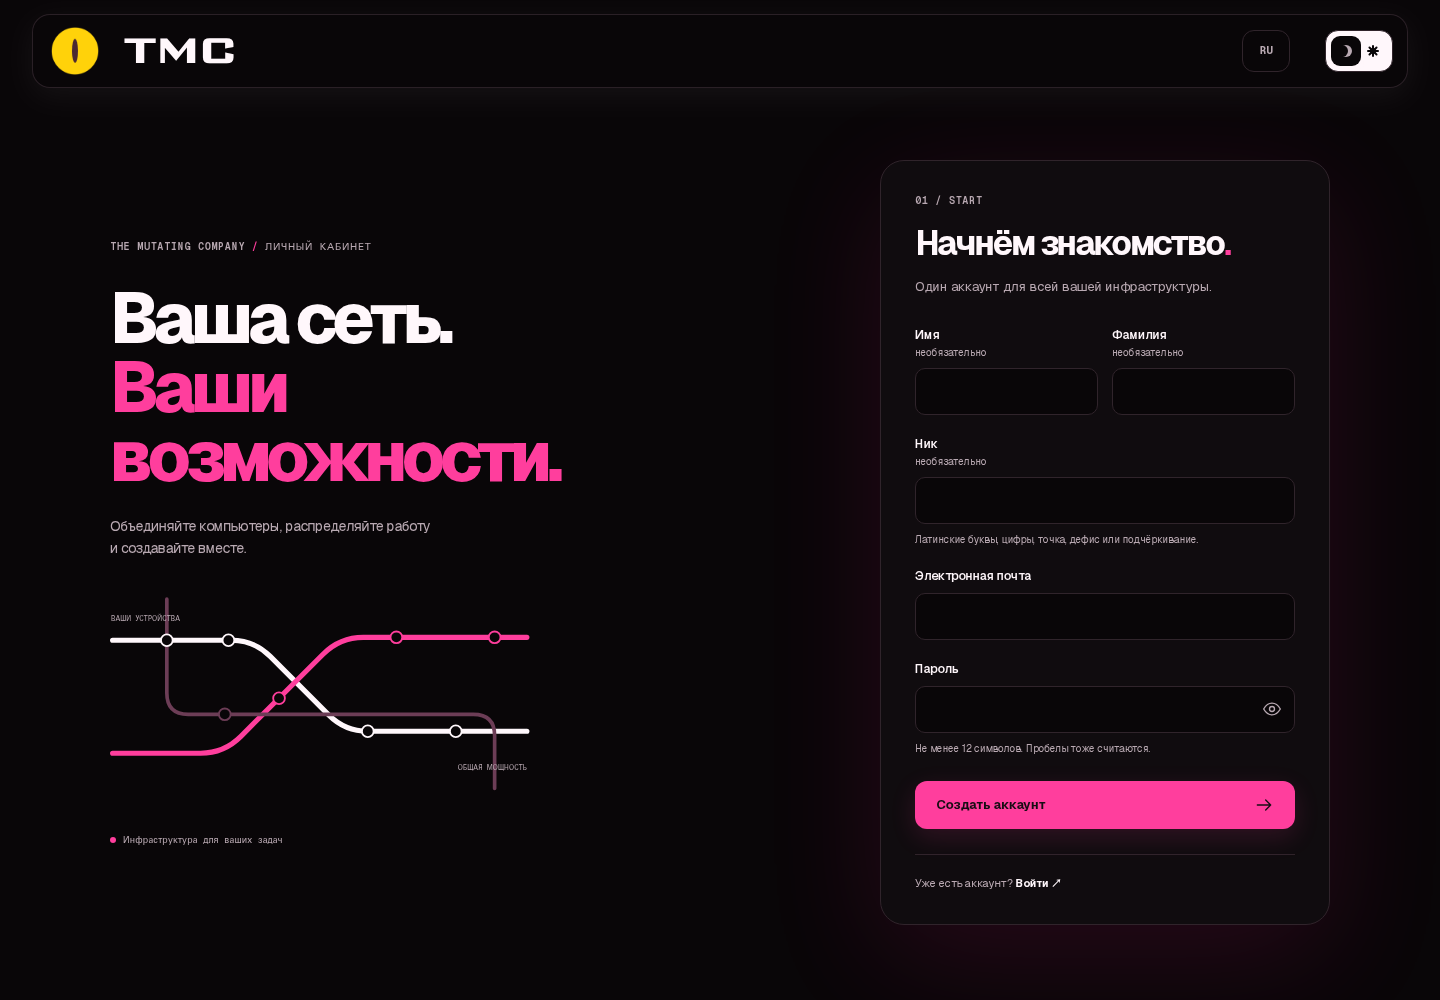 TMC
RU
THE MUTATING COMPANY / ЛИЧНЫЙ КАБИНЕТ
Ваша сеть.
Ваши
возможности.
Объединяйте компьютеры, распределяйте работу
и создавайте вместе.
ВАШИ УСТРОЙСТВА
ОБЩАЯ МОЩНОСТЬ
Инфраструктура для ваших задач
01 / START
Начнём знакомство.
Один аккаунт для всей вашей инфраструктуры.
Имя
необязательно
Фамилия
необязательно
Ник
необязательно
Латинские буквы, цифры, точка, дефис или подчёркивание.
Электронная почта
Пароль
Не менее 12 символов. Пробелы тоже считаются.
Создать аккаунт →
Уже есть аккаунт? Войти ↗